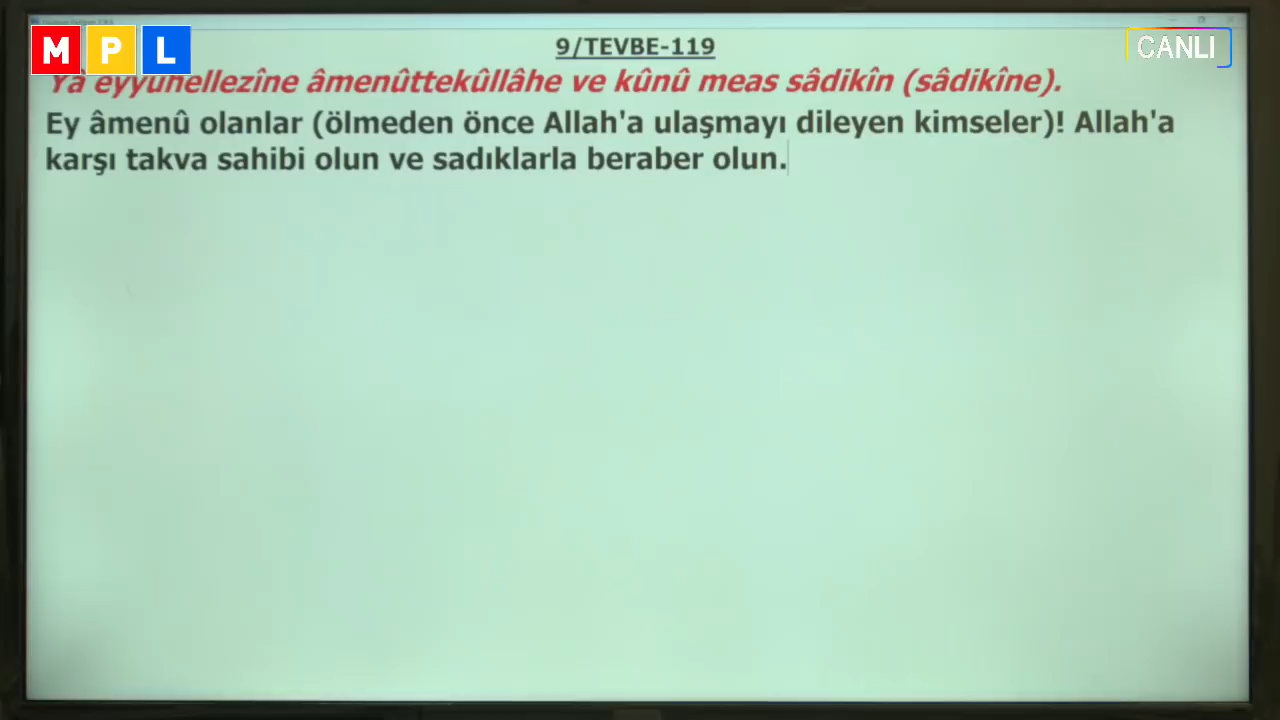 MPL
CANLI
9/TEVBE-119
Yâ eyyuhellezîne âmenûttekûllâhe ve kûnû meas sâdikîn (sâdikîne).
Ey âmenû olanlar (ölmeden önce Allah'a ulaşmayı dileyen kimseler)! Allah'a
karşı takva sahibi olun ve sadıklarla beraber olun.